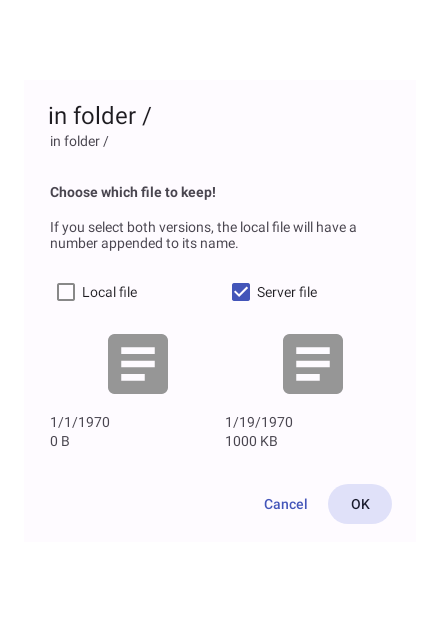 in folder /
in folder /
Choose which file to keep!
If you select both versions, the local file will have a
number appended to its name.
Local file
Server file
1/1/1970
1/19/1970
0 B
1000 KB
Cancel
OK